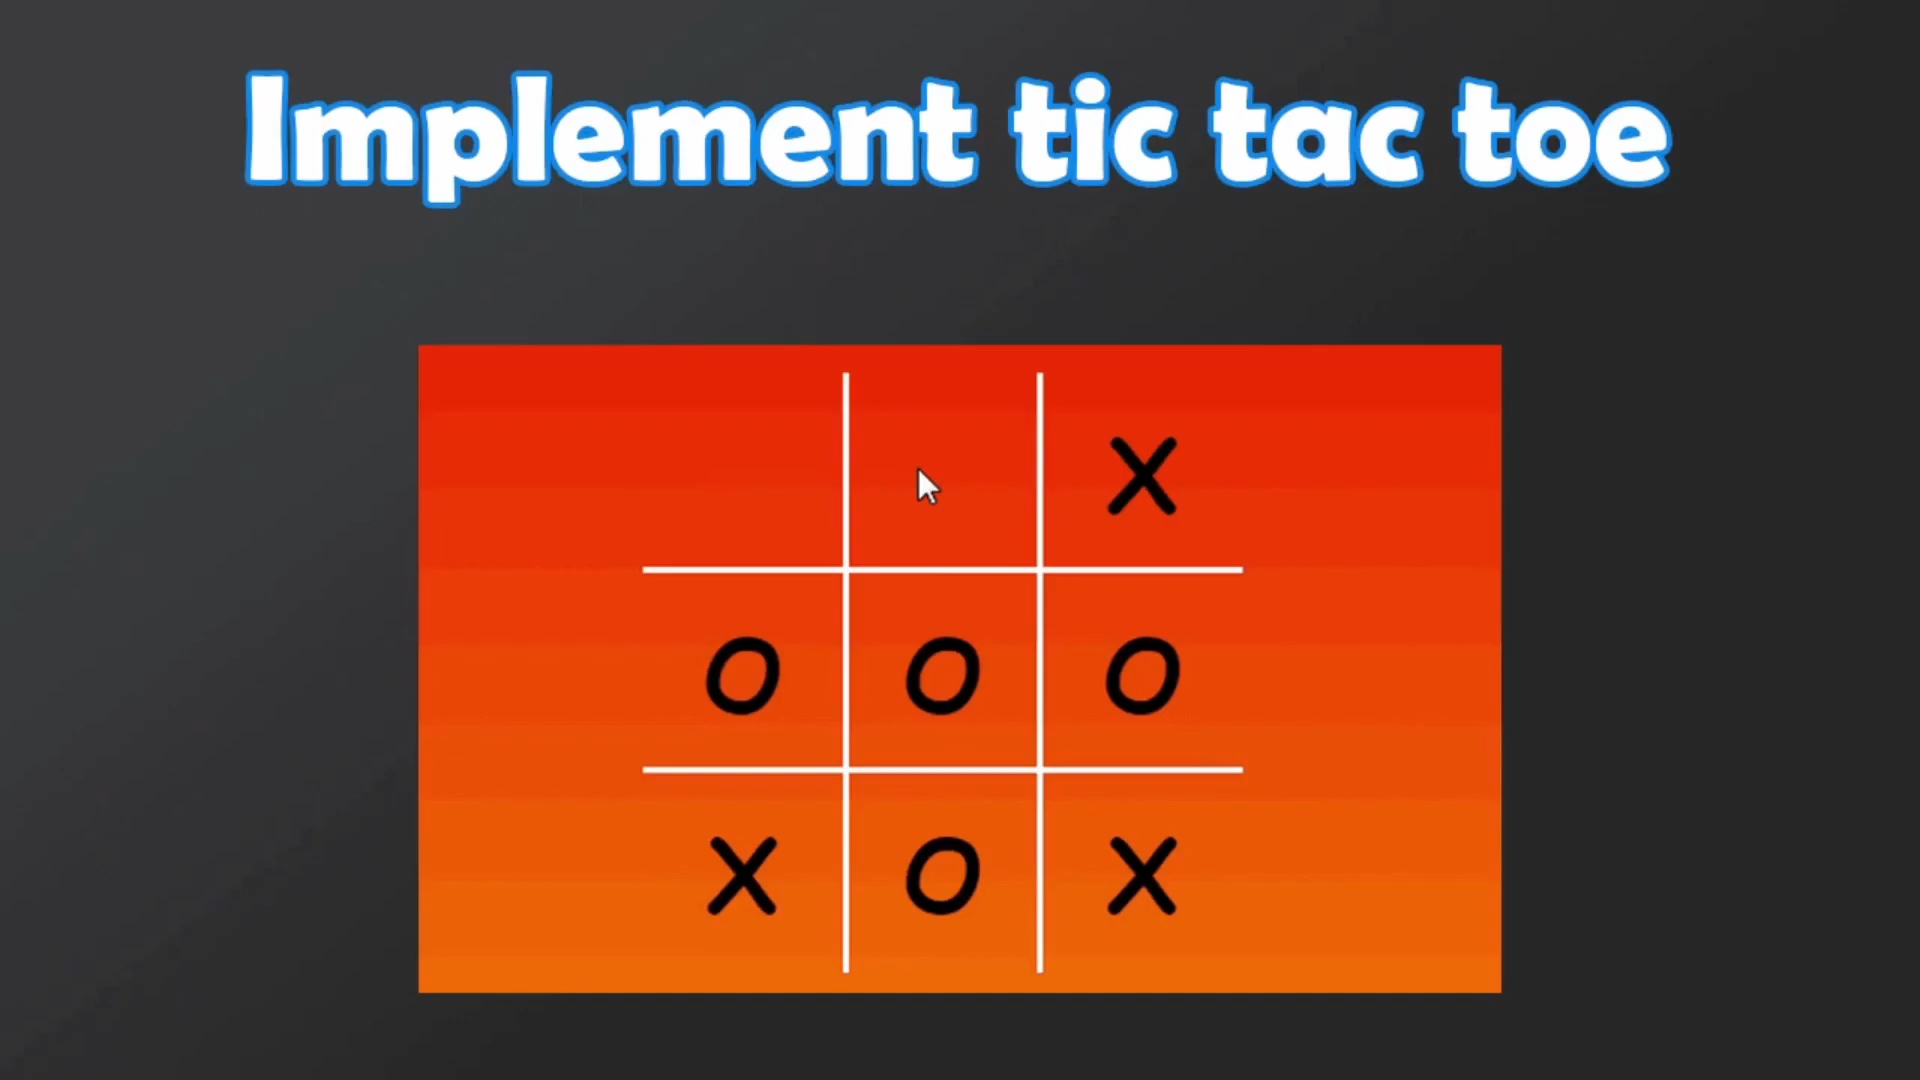 Implement tic tac toe
X
O O O
X O X